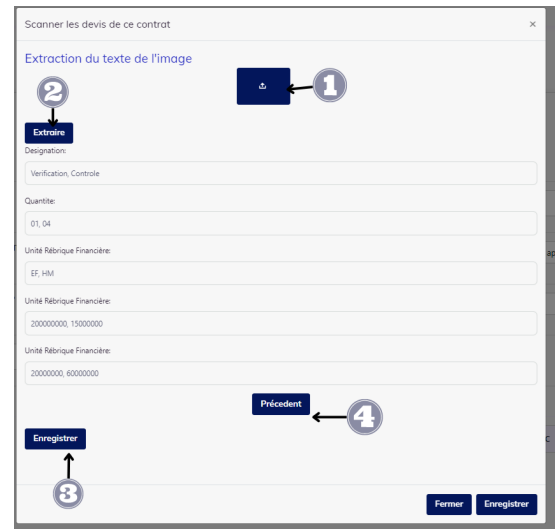 Scanner les devis de ce contrat ×
Extraction du texte de l'image
1
2
Extraire
Designation:
Verification, Controle
Quantite:
01, 04
Unité Rébrique Financière:
EF, HM
Unité Rébrique Financière:
200000000, 15000000
Unité Rébrique Financière:
20000000, 60000000
Précedent
4
Enregistrer
3
Fermer Enregistrer
ap
C